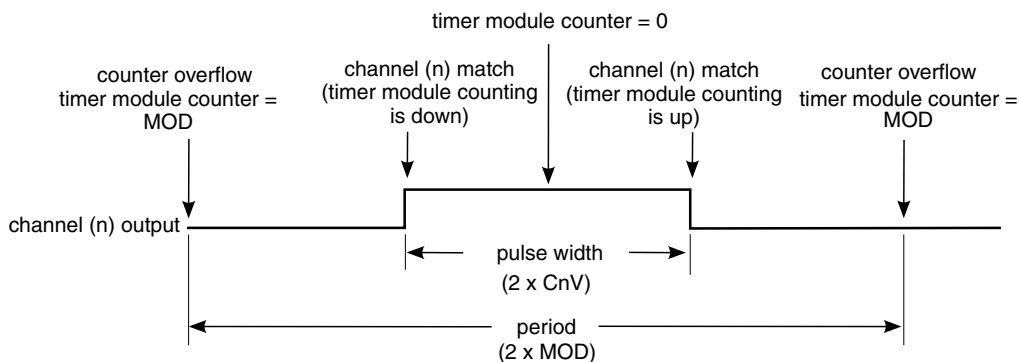 timer module counter = 0
counter overflow
timer module counter =
MOD
channel (n) match
(timer module counting
is down)
channel (n) match
(timer module counting
is up)
counter overflow
timer module counter =
MOD
channel (n) output
pulse width
(2 x CnV)
period
(2 x MOD)